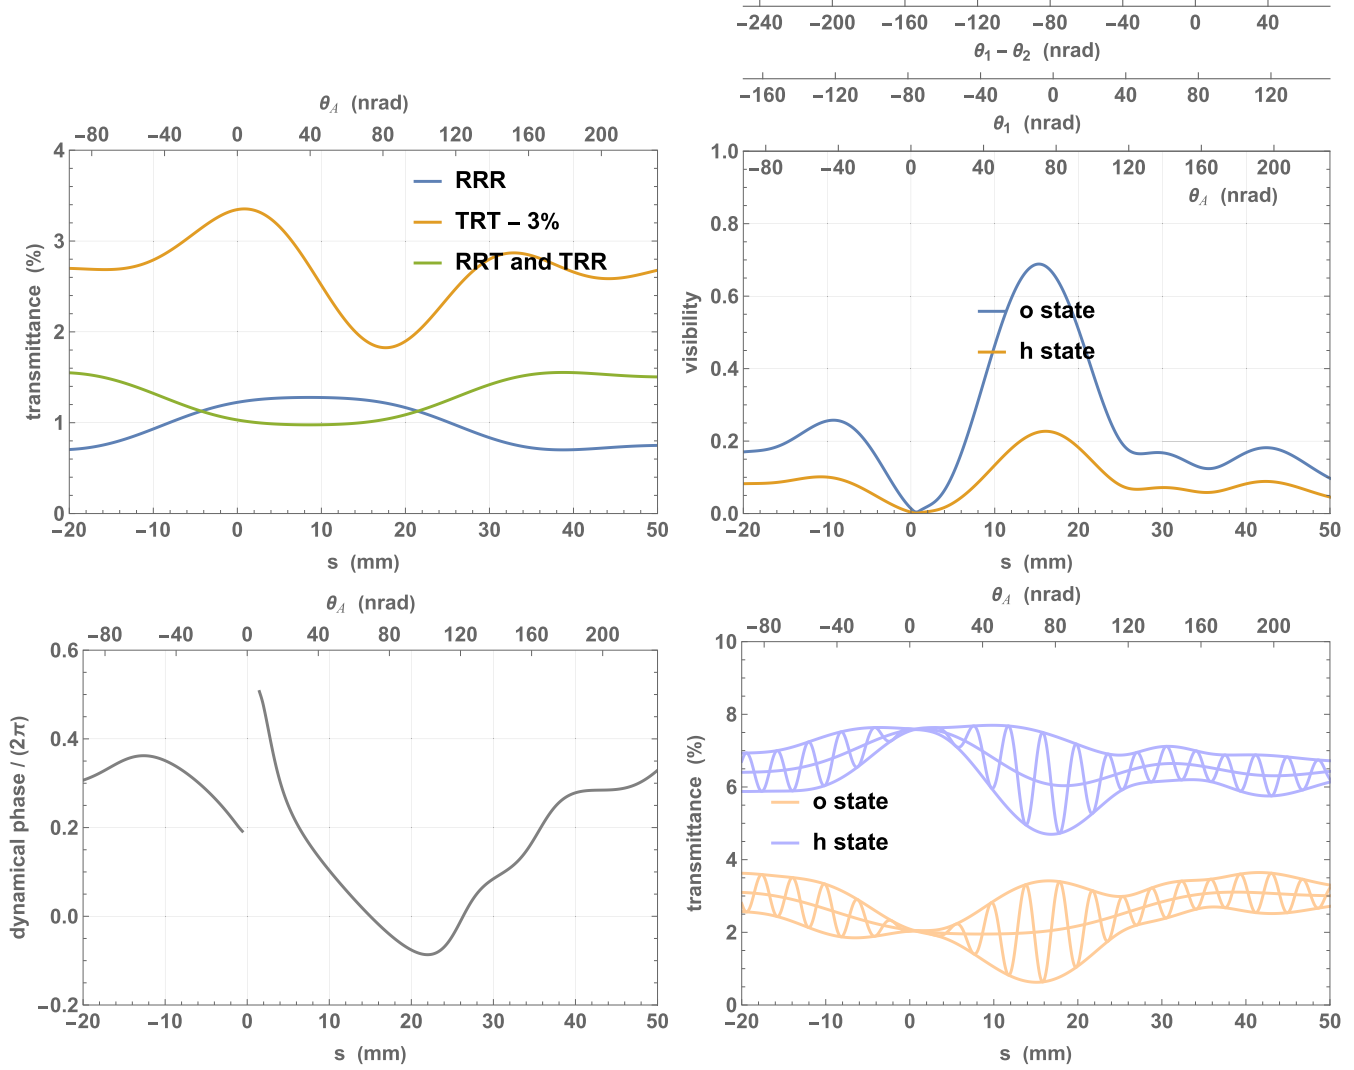 θA (nrad)
−80 −40 0 40 80 120 160 200
4
3
2
1
0
transmittance (%)
RRR
TRT − 3%
RRT and TRR
−20 −10 0 10 20 30 40 50
s (mm)
−240 −200 −160 −120 −80 −40 0 40
θ1 − θ2 (nrad)
−160 −120 −80 −40 0 40 80 120
θ1 (nrad)
−80 −40 0 40 80 120 160 200
θA (nrad)
1.0
0.8
0.6
0.4
0.2
0.0
visibility
o state
h state
−20 −10 0 10 20 30 40 50
s (mm)
θA (nrad)
−80 −40 0 40 80 120 160 200
0.6
0.4
0.2
0.0
−0.2
dynamical phase / (2π)
−20 −10 0 10 20 30 40 50
s (mm)
θA (nrad)
−80 −40 0 40 80 120 160 200
10
8
6
4
2
0
transmittance (%)
o state
h state
−20 −10 0 10 20 30 40 50
s (mm)